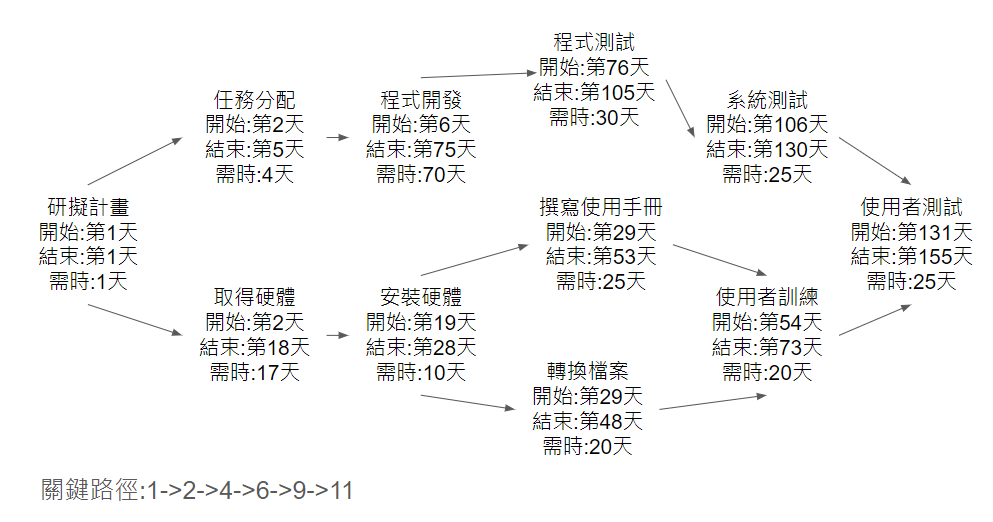 程式測試
開始:第76天
結束:第105天
需時:30天
任務分配
開始:第2天
結束:第5天
需時:4天
程式開發
開始:第6天
結束:第75天
需時:70天
系統測試
開始:第106天
結束:第130天
需時:25天
研擬計畫
開始:第1天
結束:第1天
需時:1天
撰寫使用手冊
開始:第29天
結束:第53天
需時:25天
使用者測試
開始:第131天
結束:第155天
需時:25天
取得硬體
開始:第2天
結束:第18天
需時:17天
安裝硬體
開始:第19天
結束:第28天
需時:10天
使用者訓練
開始:第54天
結束:第73天
需時:20天
轉換檔案
開始:第29天
結束:第48天
需時:20天
關鍵路徑:1->2->4->6->9->11